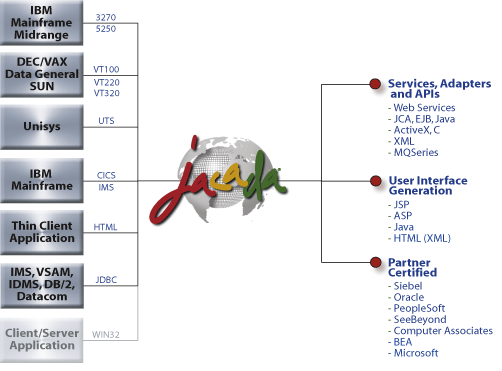 IBM
Mainframe
Midrange
3270
5250
DEC/VAX
Data General
SUN
VT100
VT220
VT320
Unisys
UTS
IBM
Mainframe
CICS
IMS
Thin Client
Application
HTML
IMS, VSAM,
IDMS, DB/2,
Datacom
JDBC
Client/Server
Application
WIN32
jacada
Services, Adapters
and APIs
- Web Services
- JCA, EJB, Java
- ActiveX, C
- XML
- MQSeries
User Interface
Generation
- JSP
- ASP
- Java
- HTML (XML)
Partner
Certified
- Siebel
- Oracle
- PeopleSoft
- SeeBeyond
- Computer Associates
- BEA
- Microsoft